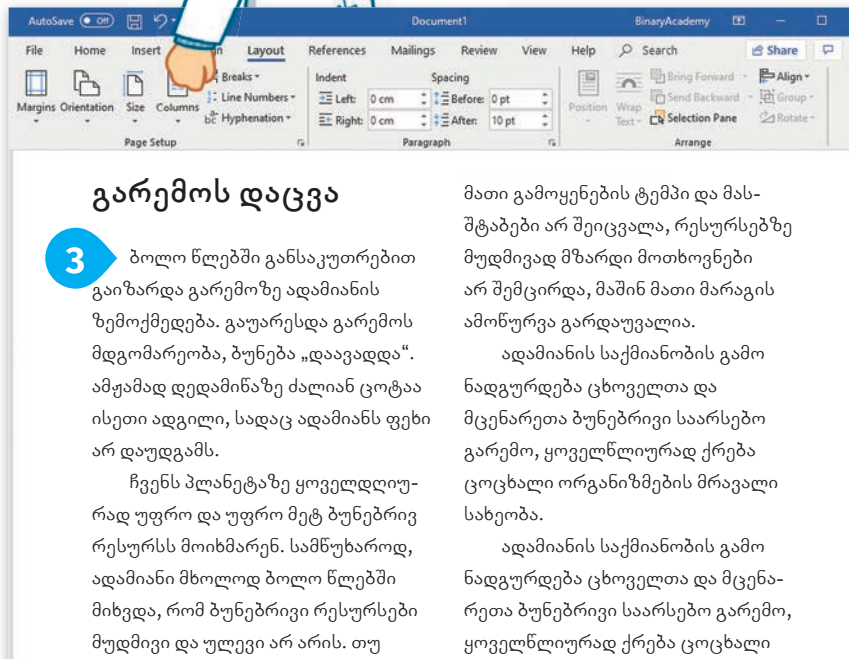 AutoSave Off Document1 BinaryAcademy
File Home Insert Layout References Mailings Review View Help Search Share
Margins Orientation Size Columns
Breaks
Line Numbers
Hyphenation
Page Setup
Indent Spacing
Left: 0 cm Before: 0 pt
Right: 0 cm After: 10 pt
Paragraph
Position Wrap Text
Bring Forward Align
Send Backward Group
Selection Pane Rotate
Arrange
გარემოს დაცვა
3
ბოლო წლებში განსაკუთრებით
გაიზარდა გარემოზე ადამიანის
ზემოქმედება. გაუარესდა გარემოს
მდგომარეობა, ბუნება „დაავადდა“.
ამჟამად დედამიწაზე ძალიან ცოტაა
ისეთი ადგილი, სადაც ადამიანს ფეხი
არ დაუდგამს.
ჩვენს პლანეტაზე ყოველდღიუ-
რად უფრო და უფრო მეტ ბუნებრივ
რესურსს მოიხმარენ. სამწუხაროდ,
ადამიანი მხოლოდ ბოლო წლებში
მიხვდა, რომ ბუნებრივი რესურსები
მუდმივი და ულევი არ არის. თუ
მათი გამოყენების ტემპი და მას-
შტაბები არ შეიცვალა, რესურსებზე
მუდმივად მზარდი მოთხოვნები
არ შემცირდა, მაშინ მათი მარაგის
ამოწურვა გარდაუვალია.
ადამიანის საქმიანობის გამო
ნადგურდება ცხოველთა და
მცენარეთა ბუნებრივი საარსებო
გარემო, ყოველწლიურად ქრება
ცოცხალი ორგანიზმების მრავალი
სახეობა.
ადამიანის საქმიანობის გამო
ნადგურდება ცხოველთა და მცენა-
რეთა ბუნებრივი საარსებო გარემო,
ყოველწლიურად ქრება ცოცხალი